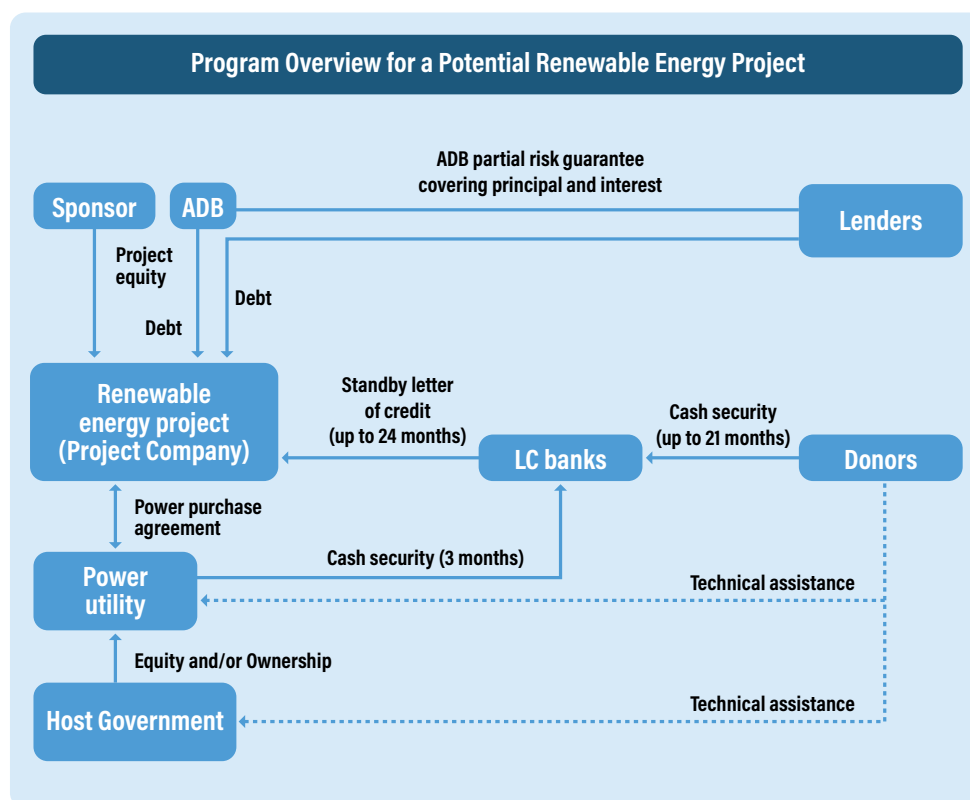 Program Overview for a Potential Renewable Energy Project
ADB partial risk guarantee
covering principal and interest
Sponsor
ADB
Lenders
Project
equity
Debt
Debt
Renewable
energy project
(Project Company)
Standby letter
of credit
(up to 24 months)
Cash security
(up to 21 months)
LC banks
Donors
Power purchase
agreement
Cash security (3 months)
Power
utility
Technical assistance
Equity and/or Ownership
Host Government
Technical assistance